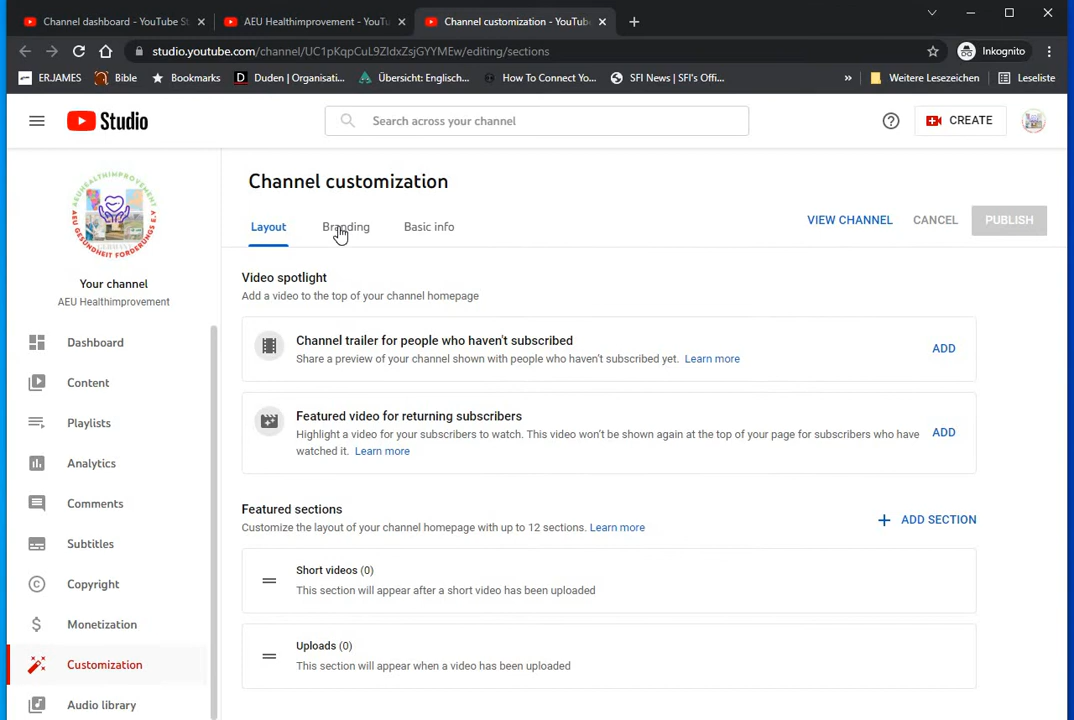 Channel dashboard - YouTube St
AEU Healthimprovement - YouTu
Channel customization - YouTube
studio.youtube.com/channel/UC1pKqpCuL9ZIdxZsjGYYMEw/editing/sections
Inkognito
ERJAMES
Bible
Bookmarks
Duden | Organisati...
Übersicht: Englisch...
How To Connect Yo...
SFI News | SFI's Offi...
»
Weitere Lesezeichen
Leseliste
Studio
Search across your channel
CREATE
AEUHEALTHIMPROVEMENT
AEU GESUNDHEIT FORDERUNGS E.V
Your channel
AEU Healthimprovement
Dashboard
Content
Playlists
Analytics
Comments
Subtitles
Copyright
Monetization
Customization
Audio library
Channel customization
Layout
Branding
Basic info
VIEW CHANNEL
CANCEL
PUBLISH
Video spotlight
Add a video to the top of your channel homepage
Channel trailer for people who haven't subscribed
Share a preview of your channel shown with people who haven't subscribed yet. Learn more
ADD
Featured video for returning subscribers
Highlight a video for your subscribers to watch. This video won't be shown again at the top of your page for subscribers who have
watched it. Learn more
ADD
Featured sections
Customize the layout of your channel homepage with up to 12 sections. Learn more
ADD SECTION
Short videos (0)
This section will appear after a short video has been uploaded
Uploads (0)
This section will appear when a video has been uploaded